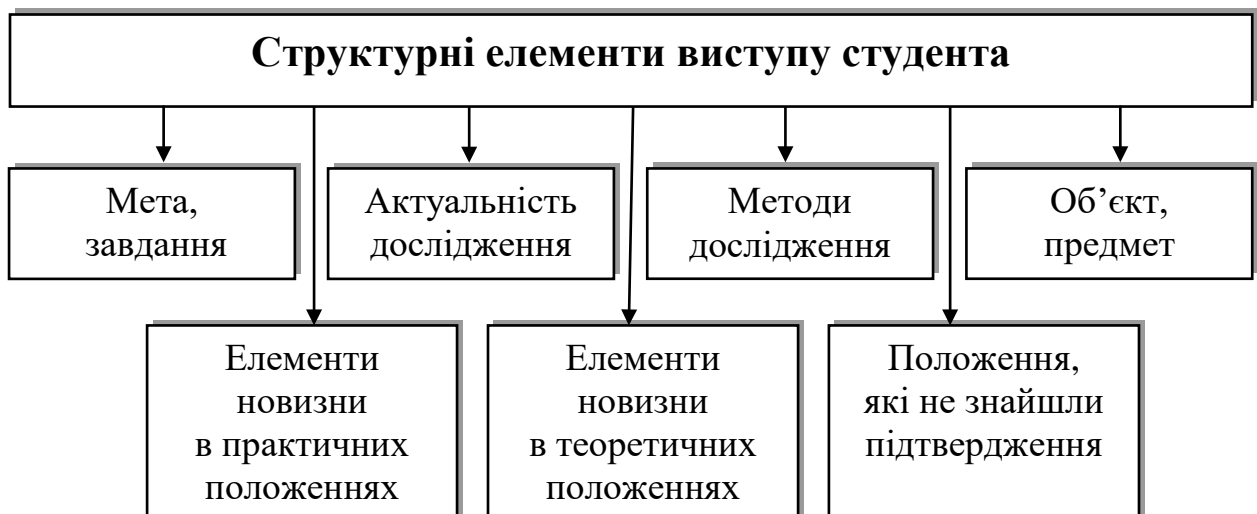 Структурні елементи виступу студента
Мета,
завдання
Актуальність
дослідження
Методи
дослідження
Об’єкт,
предмет
Елементи
новизни
в практичних
положеннях
Елементи
новизни
в теоретичних
положеннях
Положення,
які не знайшли
підтвердження